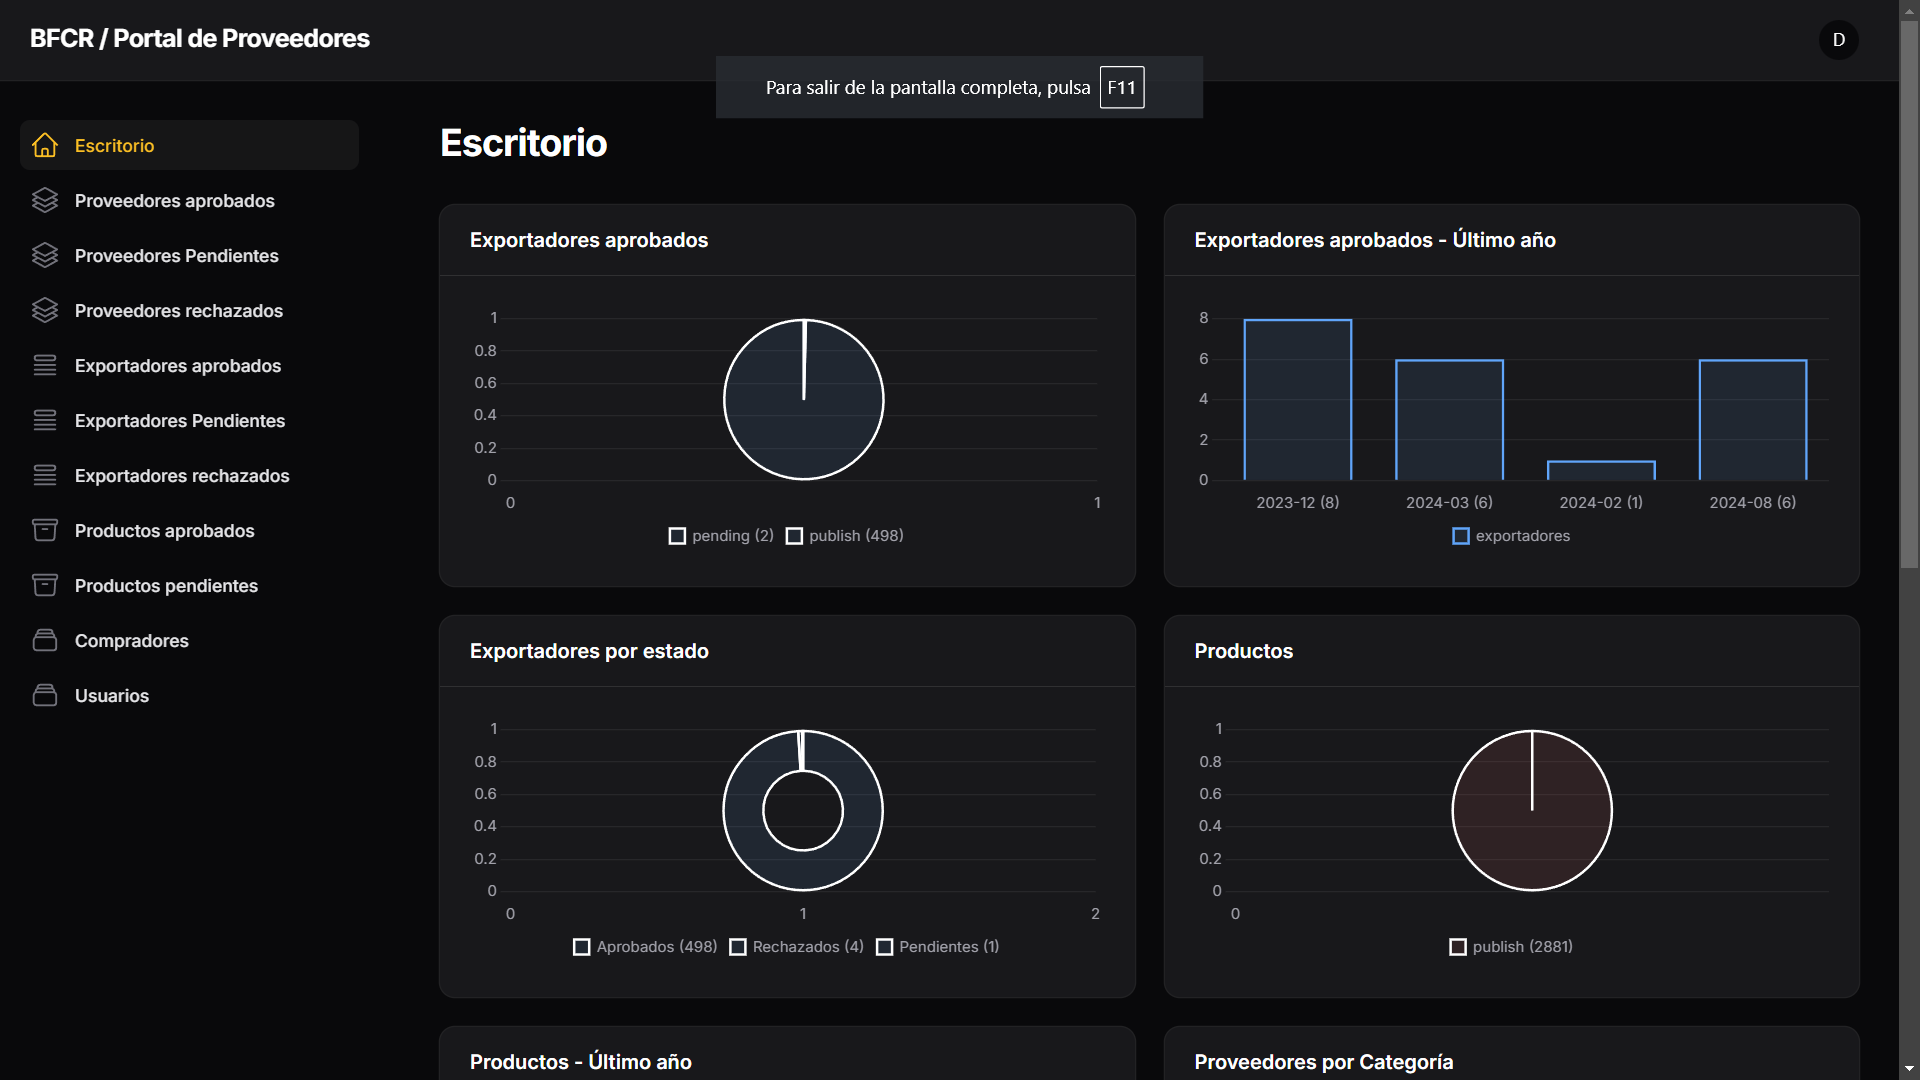 BFCR / Portal de Proveedores
D
Para salir de la pantalla completa, pulsa F11
Escritorio
Proveedores aprobados
Proveedores Pendientes
Proveedores rechazados
Exportadores aprobados
Exportadores Pendientes
Exportadores rechazados
Productos aprobados
Productos pendientes
Compradores
Usuarios
Escritorio
Exportadores aprobados
1
0.8
0.6
0.4
0.2
0
0 1
pending (2) publish (498)
Exportadores aprobados - Último año
8
6
4
2
0
2023-12 (8) 2024-03 (6) 2024-02 (1) 2024-08 (6)
exportadores
Exportadores por estado
1
0.8
0.6
0.4
0.2
0
0 1 2
Aprobados (498) Rechazados (4) Pendientes (1)
Productos
1
0.8
0.6
0.4
0.2
0
0
publish (2881)
Productos - Último año
Proveedores por Categoría